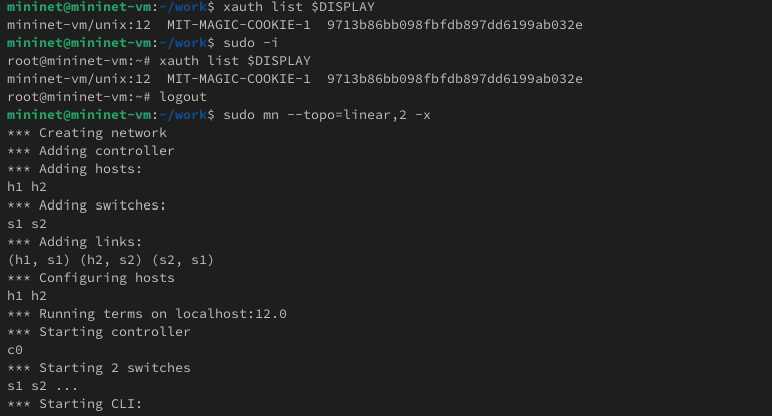 mininet@mininet-vm:~/work$ xauth list $DISPLAY
mininet-vm/unix:12  MIT-MAGIC-COOKIE-1  9713b86bb098fbfdb897dd6199ab032e
mininet@mininet-vm:~/work$ sudo -i
root@mininet-vm:~# xauth list $DISPLAY
mininet-vm/unix:12  MIT-MAGIC-COOKIE-1  9713b86bb098fbfdb897dd6199ab032e
root@mininet-vm:~# logout
mininet@mininet-vm:~/work$ sudo mn --topo=linear,2 -x
*** Creating network
*** Adding controller
*** Adding hosts:
h1 h2
*** Adding switches:
s1 s2
*** Adding links:
(h1, s1) (h2, s2) (s2, s1)
*** Configuring hosts
h1 h2
*** Running terms on localhost:12.0
*** Starting controller
c0
*** Starting 2 switches
s1 s2 ...
*** Starting CLI: